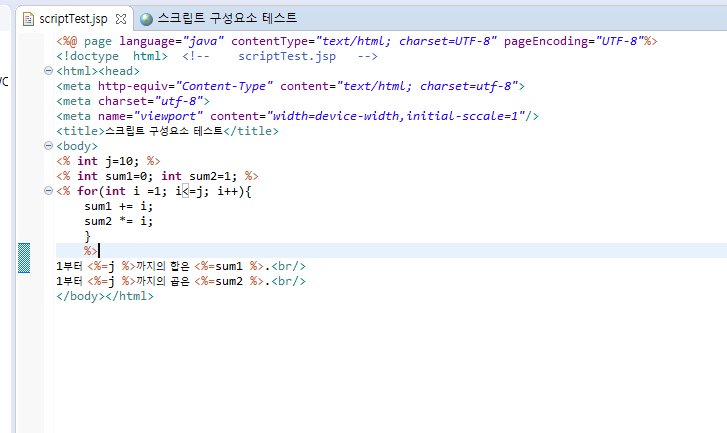 scriptTest.jsp 스크립트 구성요소 테스트
<%@ page language="java" contentType="text/html; charset=UTF-8" pageEncoding="UTF-8"%>
<!doctype  html>  <!--    scriptTest.jsp   -->
<html><head>
<meta http-equiv="Content-Type" content="text/html; charset=utf-8">
<meta charset="utf-8">
<meta name="viewport" content="width=device-width,initial-sccale=1"/>
<title>스크립트 구성요소 테스트</title>
<body>
<% int j=10; %>
<% int sum1=0; int sum2=1; %>
<% for(int i =1; i<=j; i++){
    sum1 += i;
    sum2 *= i;
    }
    %>
1부터 <%=j %>까지의 합은 <%=sum1 %>.<br/>
1부터 <%=j %>까지의 곱은 <%=sum2 %>.<br/>
</body></html>